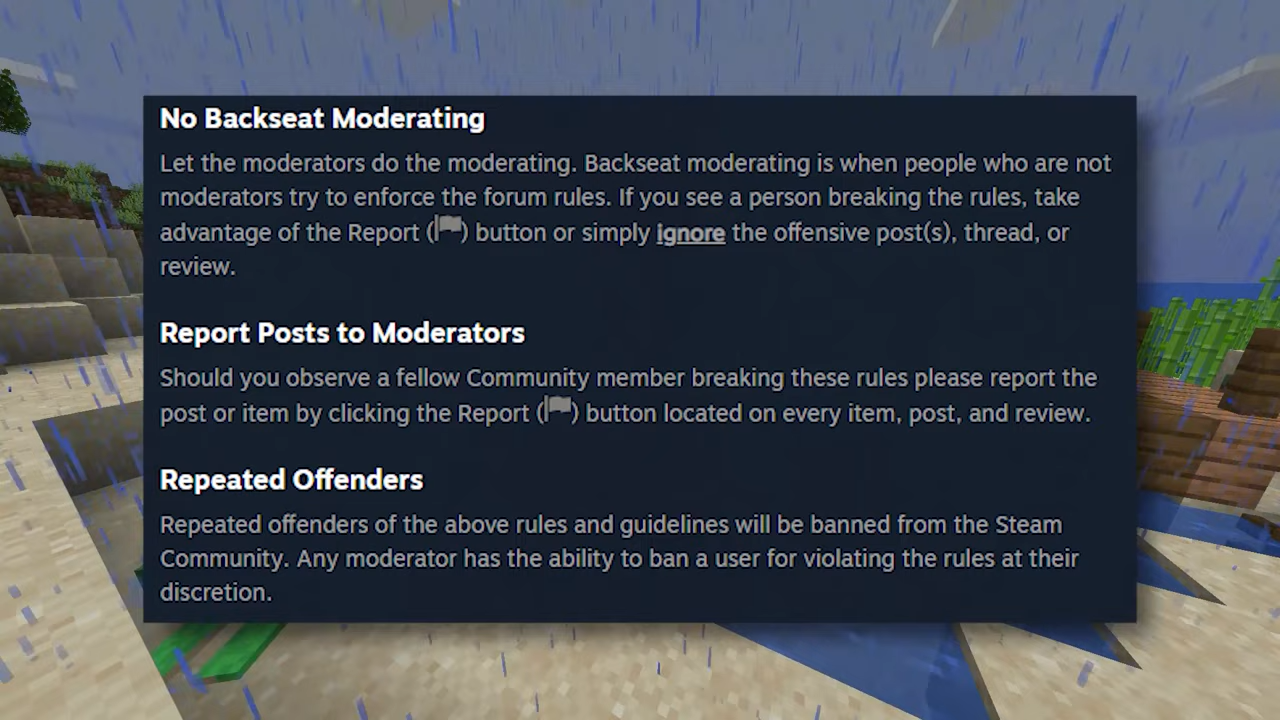 No Backseat Moderating
Let the moderators do the moderating. Backseat moderating is when people who are not
moderators try to enforce the forum rules. If you see a person breaking the rules, take
advantage of the Report ( ) button or simply ignore the offensive post(s), thread, or
review.
Report Posts to Moderators
Should you observe a fellow Community member breaking these rules please report the
post or item by clicking the Report ( ) button located on every item, post, and review.
Repeated Offenders
Repeated offenders of the above rules and guidelines will be banned from the Steam
Community. Any moderator has the ability to ban a user for violating the rules at their
discretion.